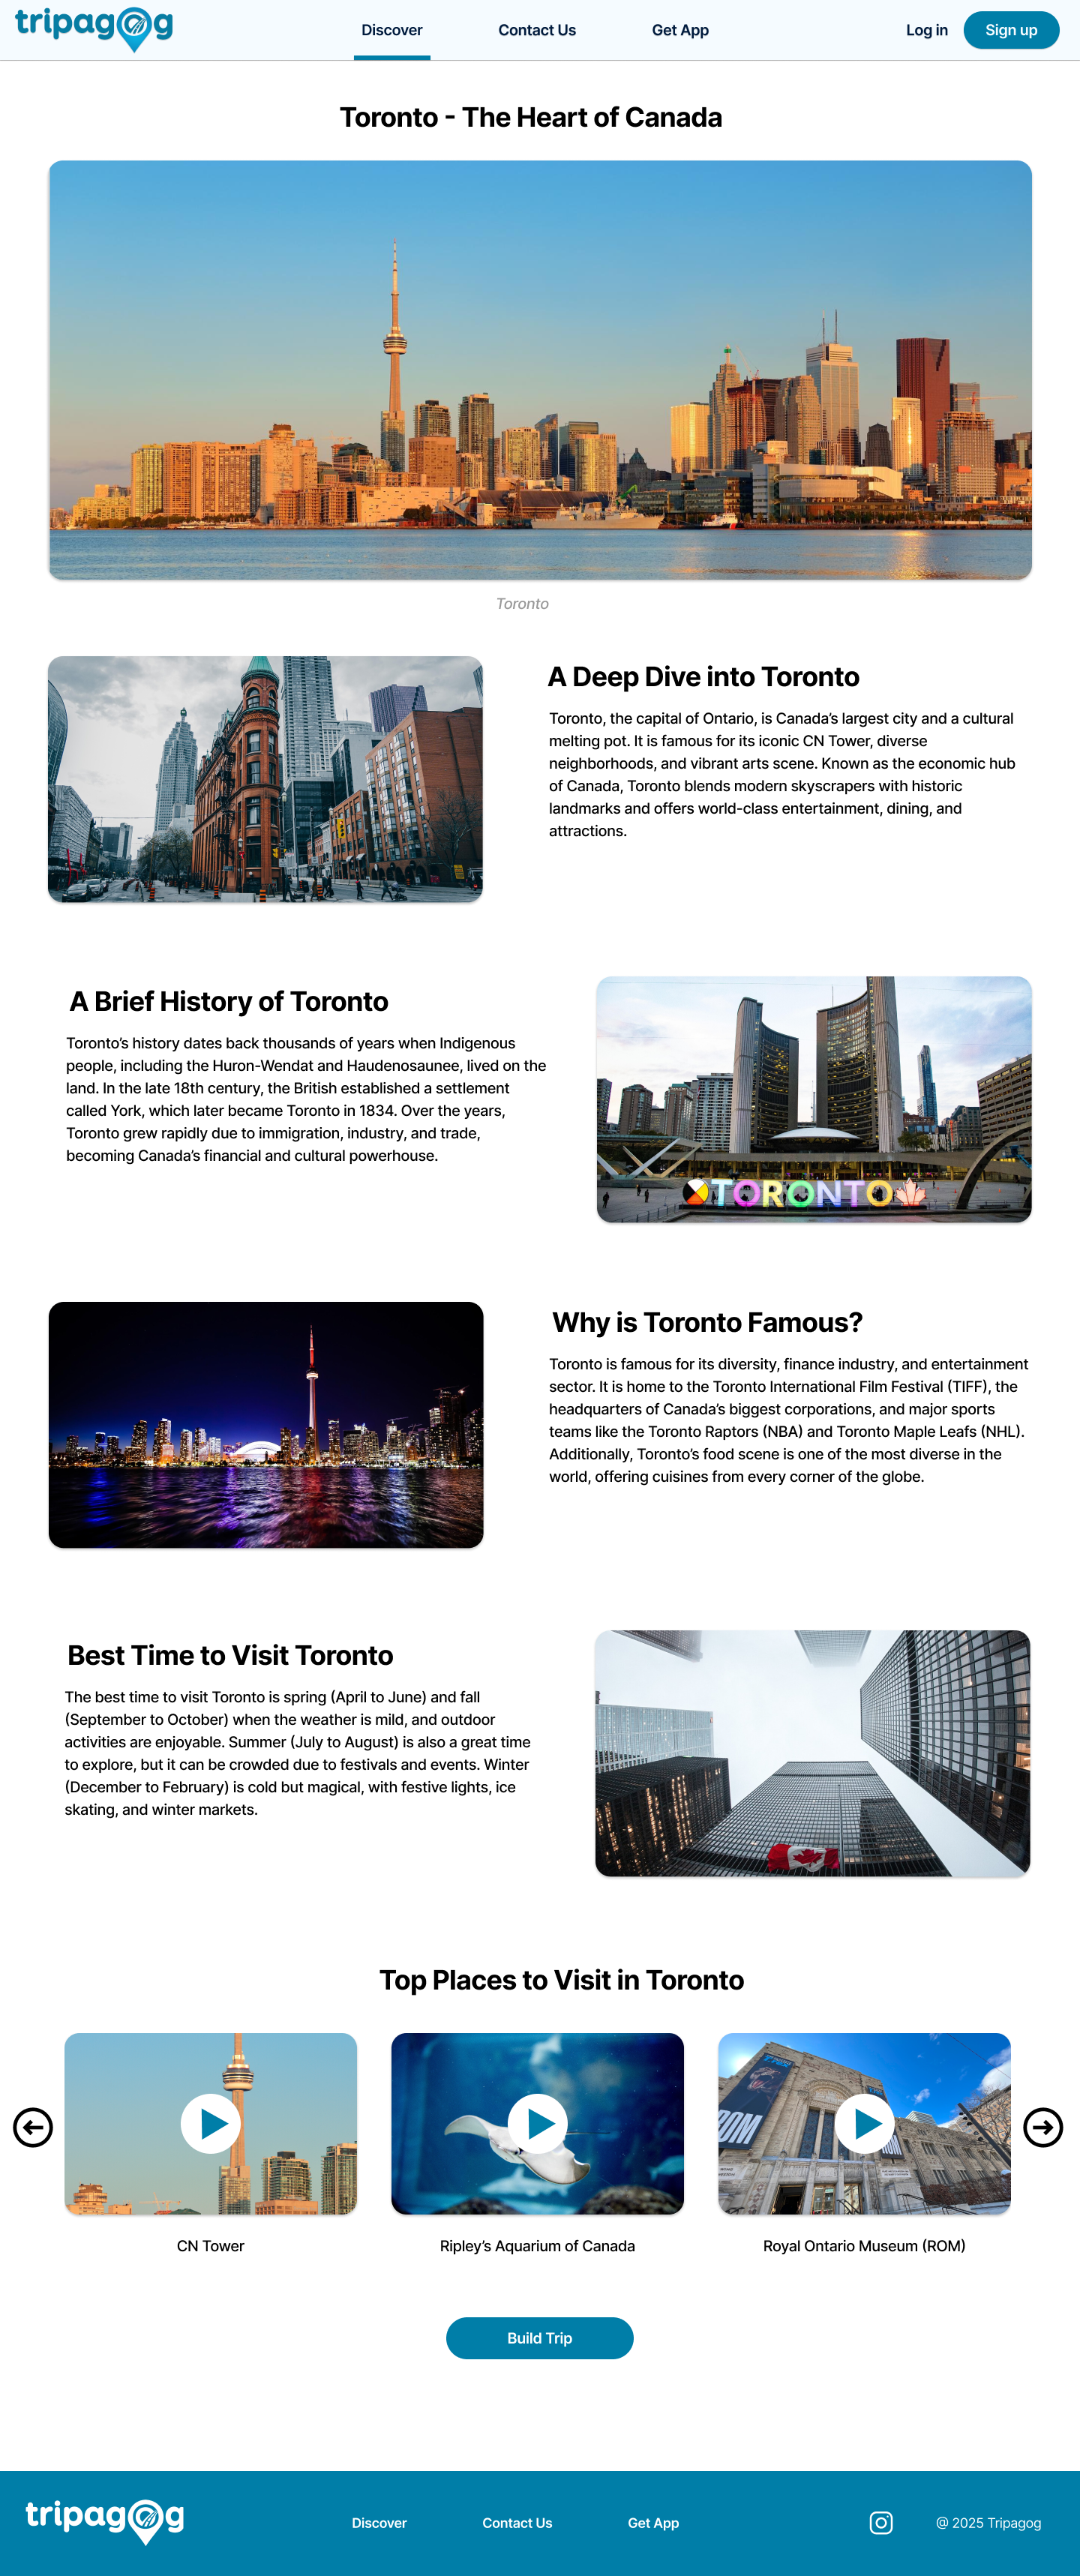 tripagog
Discover
Contact Us
Get App
Log in
Sign up
Toronto - The Heart of Canada
Toronto
A Deep Dive into Toronto
Toronto, the capital of Ontario, is Canada’s largest city and a cultural
melting pot. It is famous for its iconic CN Tower, diverse
neighborhoods, and vibrant arts scene. Known as the economic hub
of Canada, Toronto blends modern skyscrapers with historic
landmarks and offers world-class entertainment, dining, and
attractions.
A Brief History of Toronto
Toronto’s history dates back thousands of years when Indigenous
people, including the Huron-Wendat and Haudenosaunee, lived on the
land. In the late 18th century, the British established a settlement
called York, which later became Toronto in 1834. Over the years,
Toronto grew rapidly due to immigration, industry, and trade,
becoming Canada’s financial and cultural powerhouse.
TORONTO
Why is Toronto Famous?
Toronto is famous for its diversity, finance industry, and entertainment
sector. It is home to the Toronto International Film Festival (TIFF), the
headquarters of Canada’s biggest corporations, and major sports
teams like the Toronto Raptors (NBA) and Toronto Maple Leafs (NHL).
Additionally, Toronto’s food scene is one of the most diverse in the
world, offering cuisines from every corner of the globe.
Best Time to Visit Toronto
The best time to visit Toronto is spring (April to June) and fall
(September to October) when the weather is mild, and outdoor
activities are enjoyable. Summer (July to August) is also a great time
to explore, but it can be crowded due to festivals and events. Winter
(December to February) is cold but magical, with festive lights, ice
skating, and winter markets.
Top Places to Visit in Toronto
CN Tower
Ripley’s Aquarium of Canada
Royal Ontario Museum (ROM)
Build Trip
tripagog
Discover
Contact Us
Get App
@ 2025 Tripagog